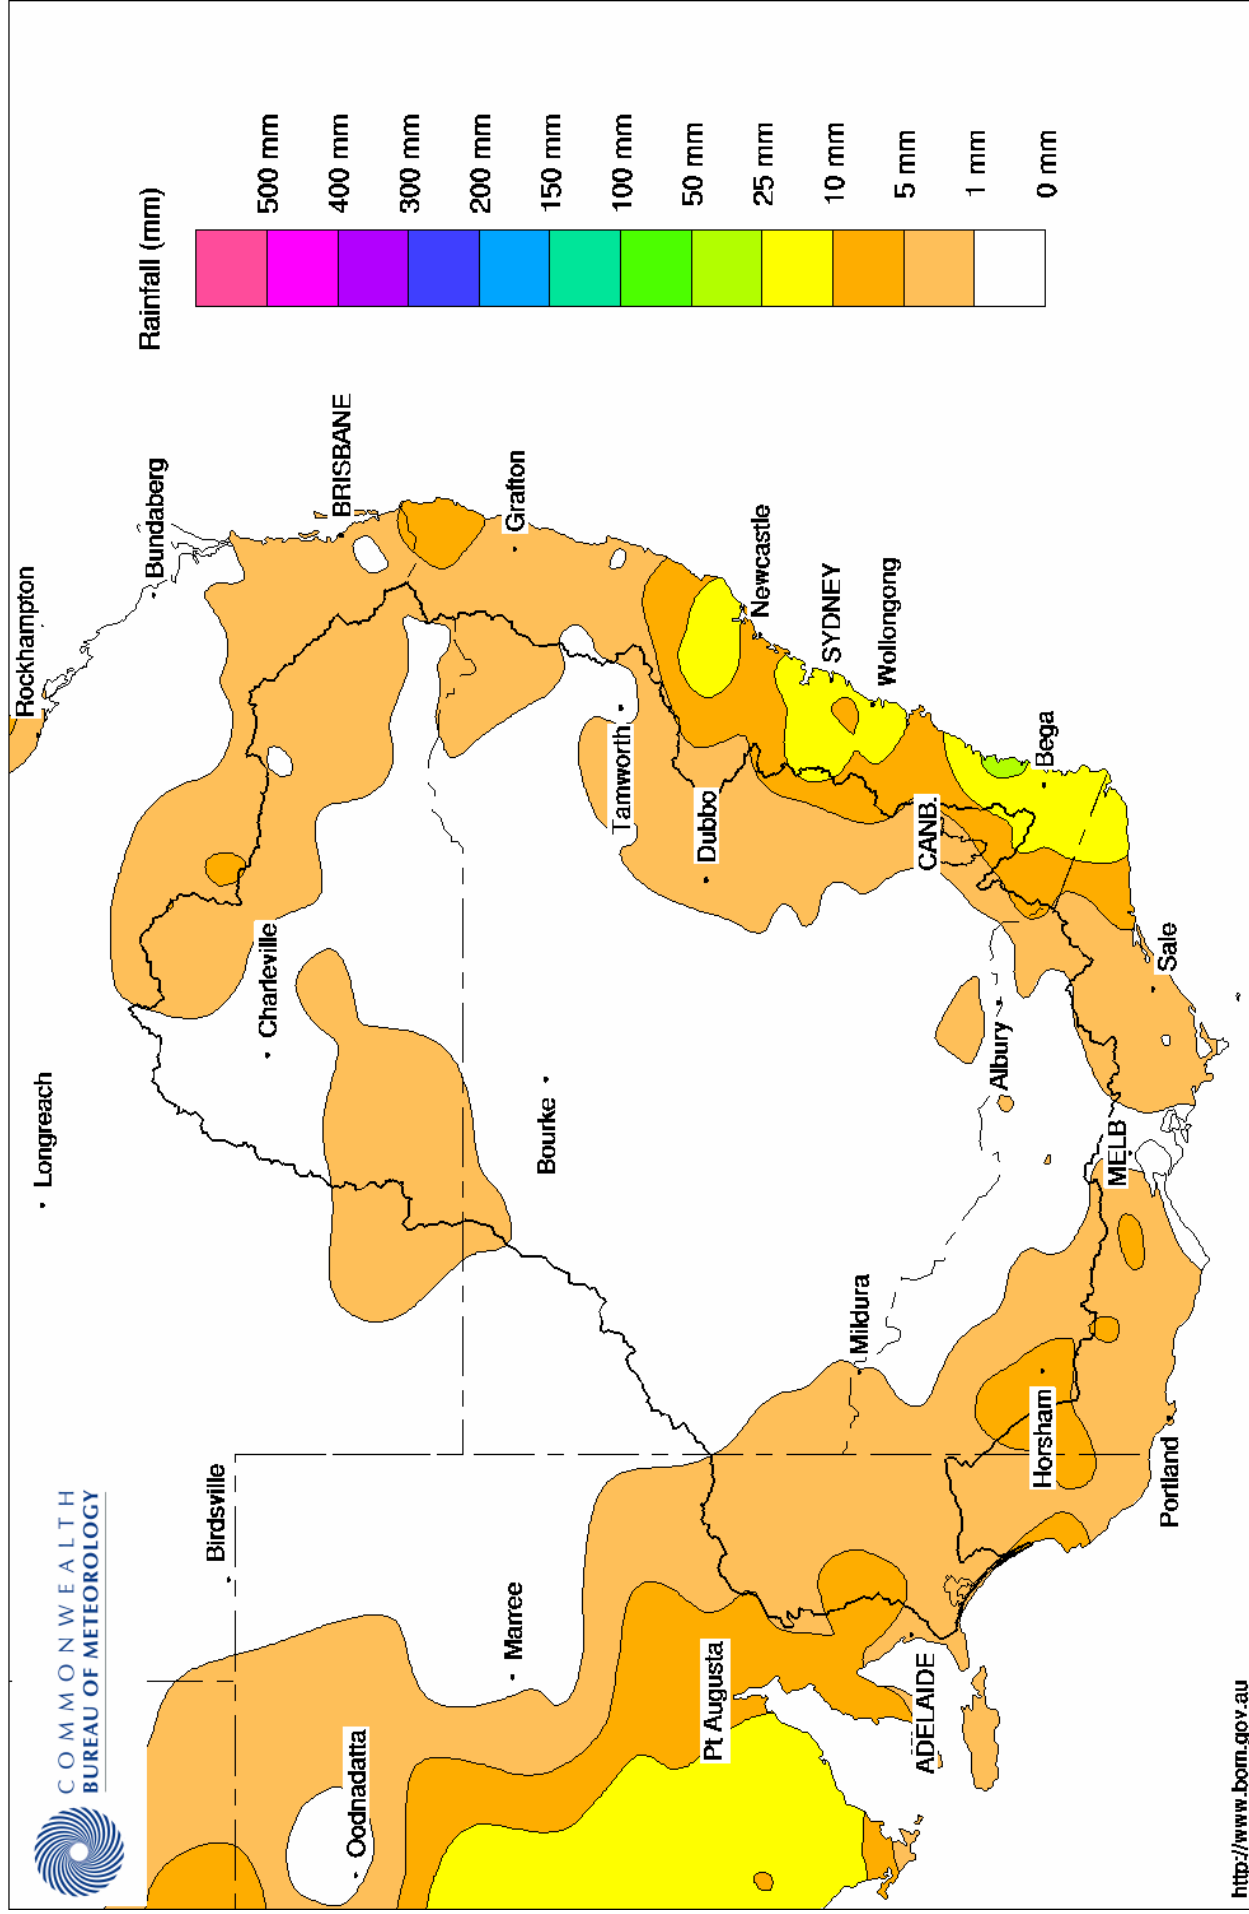 COMMONWEALTH
BUREAU OF METEOROLOGY
Rainfall (mm)
500 mm
400 mm
300 mm
200 mm
150 mm
100 mm
50 mm
25 mm
10 mm
5 mm
1 mm
0 mm
Longreach
Rockhampton
Bundaberg
Birdsville
Charleville
BRISBANE
Oodnadatta
Marree
Bourke
Grafton
Tamworth
Pt Augusta
Dubbo
Newcastle
Mildura
SYDNEY
Wollongong
ADELAIDE
CANB.
Albury
Horsham
Bega
MELB
Portland
Sale
http://www.bom.gov.au